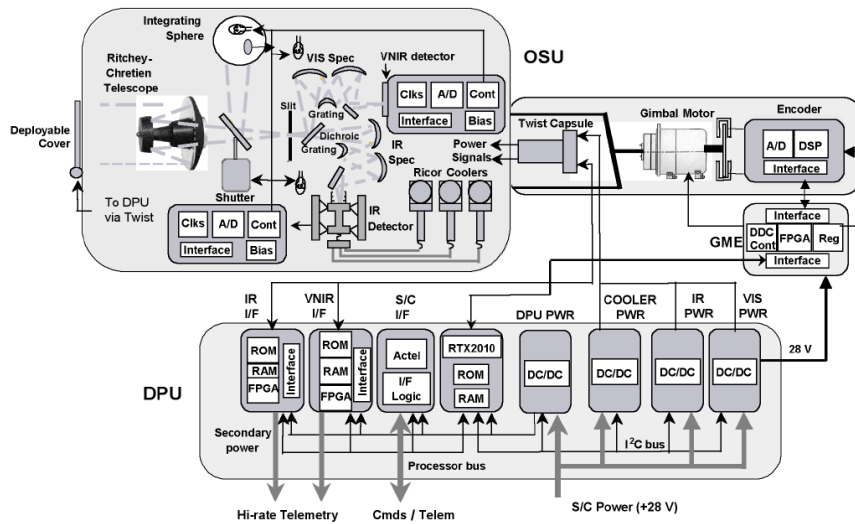 Integrating
Sphere
Ritchey-
Chretien
Telescope
VIS Spec
VNIR detector
OSU
Clks
A/D
Cont
Interface
Bias
Slit
Grating
Dichroic
Grating
IR
Spec
Deployable
Cover
Shutter
To DPU
via Twist
Ricor Coolers
IR
Detector
Clks
A/D
Cont
Interface
Bias
Power
Signals
Twist Capsule
Gimbal Motor
Encoder
A/D
DSP
Interface
GME
Interface
DDC
Cont
FPGA
Reg
Interface
28 V
DPU
IR
I/F
VNIR
I/F
S/C
I/F
DPU PWR
COOLER
PWR
IR
PWR
VIS
PWR
ROM
RAM
FPGA
Interface
ROM
RAM
FPGA
Interface
Actel
I/F
Logic
RTX2010
ROM
RAM
DC/DC
DC/DC
DC/DC
DC/DC
Secondary
power
Processor bus
I²C bus
Hi-rate Telemetry
Cmds / Telem
S/C Power (+28 V)